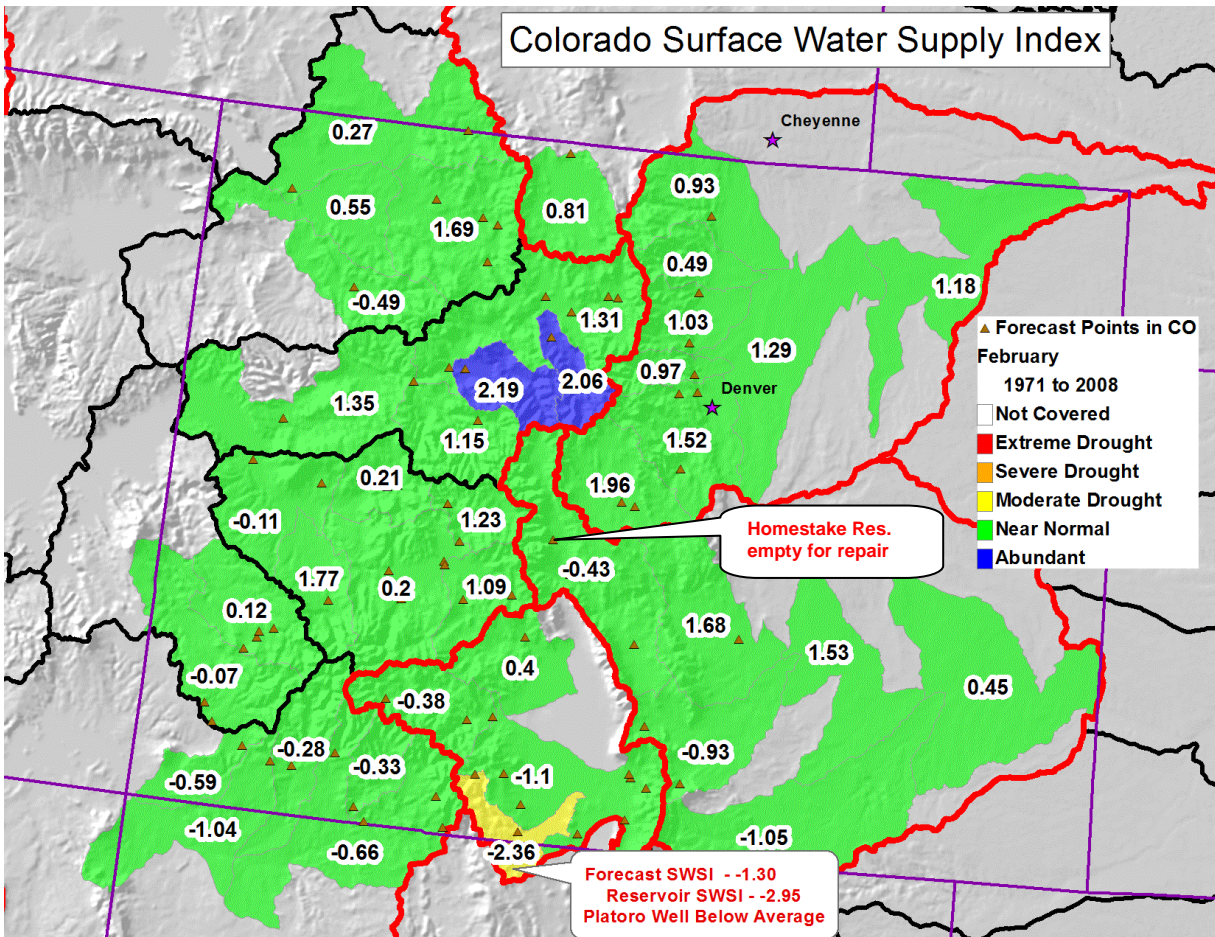 Colorado Surface Water Supply Index
Cheyenne
0.27
0.93
0.55
0.81
1.69
0.49
1.18
-0.49
1.31
1.03
1.29
▲ Forecast Points in CO
February
1971 to 2008
Not Covered
Extreme Drought
Severe Drought
Moderate Drought
Near Normal
Abundant
0.97
Denver
2.19
2.06
1.35
1.15
1.52
0.21
1.96
-0.11
1.23
Homestake Res.
empty for repair
-0.43
1.77
0.2
1.09
0.12
1.68
1.53
0.4
-0.07
0.45
-0.38
-0.28
-0.33
-0.93
-0.59
-1.1
-1.04
-0.66
-2.36
-1.05
Forecast SWSI - -1.30
Reservoir SWSI - -2.95
Platoro Well Below Average